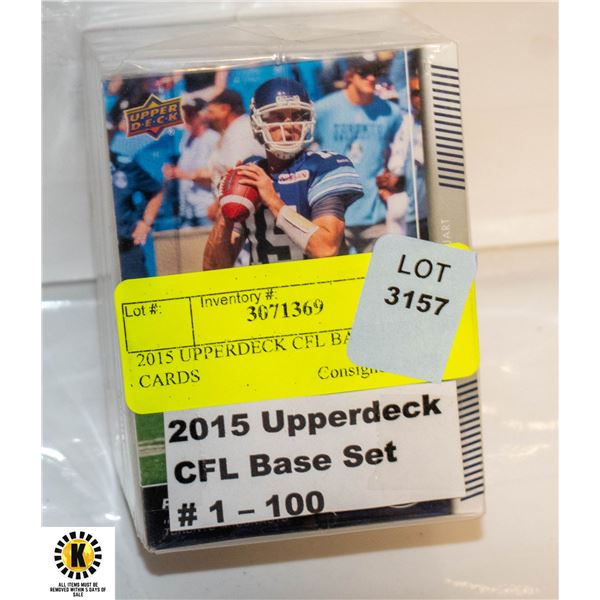 UPPER
DECK
LOT
3157
Lot #:
Inventory #:
3071369
2015 UPPERDECK CFL BA
CARDS
Consign
2015 Upperdeck
CFL Base Set
# 1 – 100
K
ALL ITEMS MUST BE
REMOVED WITHIN 5 DAYS OF
SALE